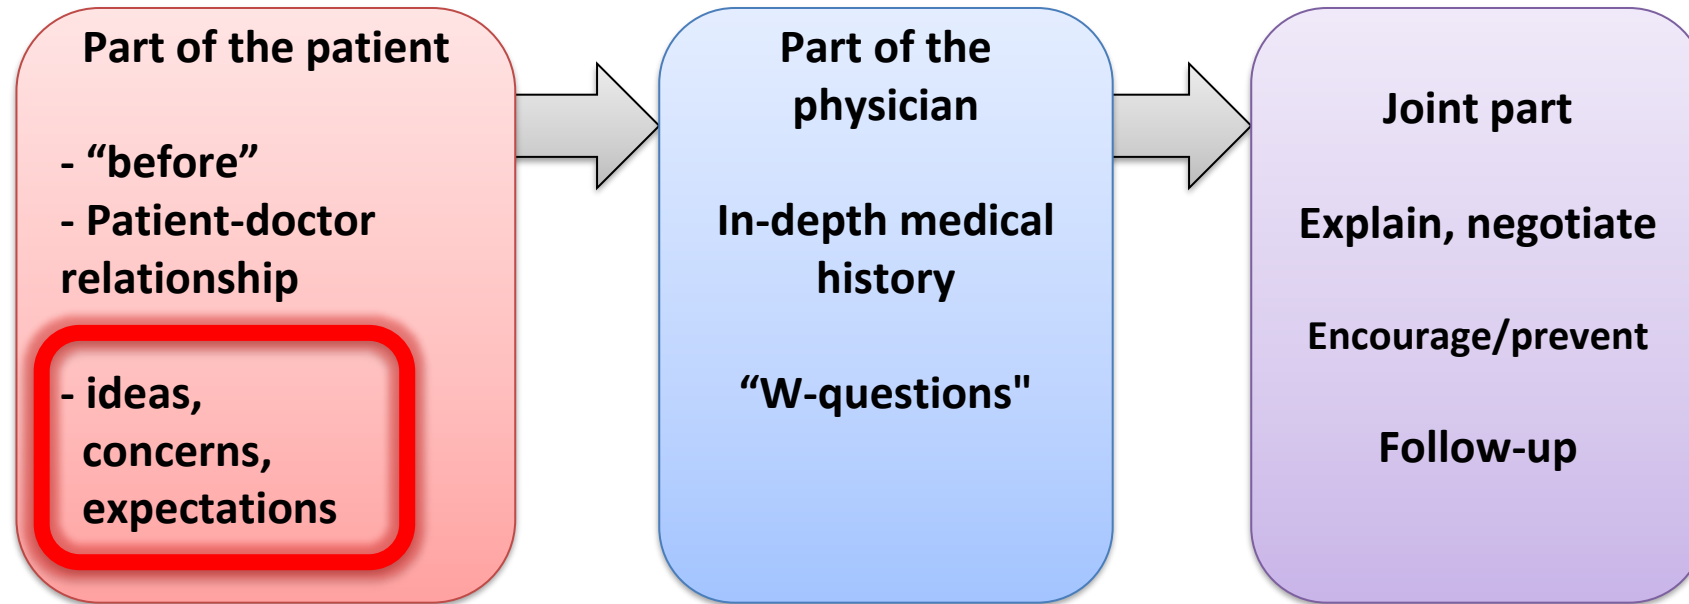 Part of the patient
- “before”
- Patient-doctor
relationship
- ideas,
concerns,
expectations
Part of the
physician
In-depth medical
history
“W-questions"
Joint part
Explain, negotiate
Encourage/prevent
Follow-up